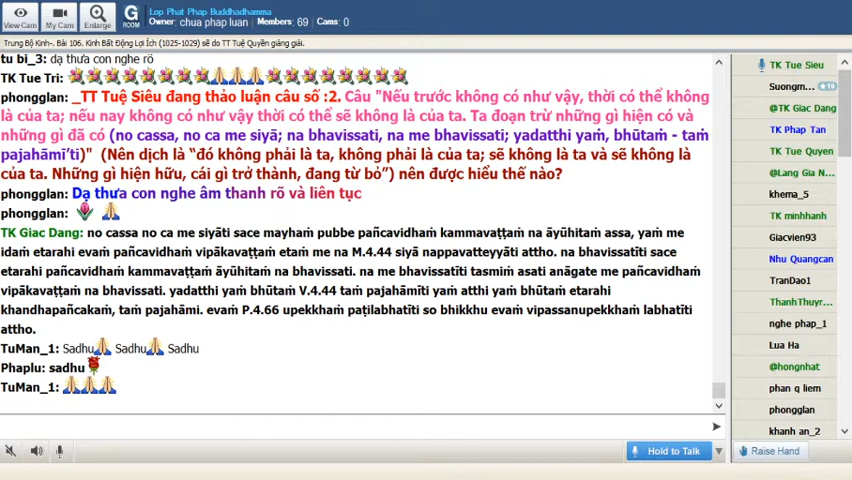 View Cam
My Cam
Enlarge
G
ROOM
Lop Phat Phap Buddhadhamma
Owner: chua phap luan Members: 69 Cams: 0
Trung Bộ Kinh-. Bài 106. Kinh Bất Động Lợi Ích (1025-1029) sẽ do TT Tuệ Quyền giảng giải.
tu bi_3: dạ thưa con nghe rõ
TK Tue Tri:
phongglan: _TT Tuệ Siêu đang thảo luận câu số :2. Câu "Nếu trước không có như vậy, thời có thể không
là của ta; nếu nay không có như vậy thời có thể sẽ không là của ta. Ta đoạn trừ những gì hiện có và
những gì đã có (no cassa, no ca me siyā; na bhavissati, na me bhavissati; yadatthi yaṁ, bhūtaṁ - taṁ
pajahāmī'ti)" (Nên dịch là "đó không phải là ta, không phải là của ta; sẽ không là ta và sẽ không là
của ta. Những gì hiện hữu, cái gì trở thành, đang từ bỏ") nên được hiểu thế nào?
phongglan: Dạ thưa con nghe âm thanh rõ và liên tục
phongglan:
TK Giac Dang: no cassa no ca me siyāti sace mayhaṁ pubbe pañcavidhaṁ kammavaṭṭaṁ na āyūhitaṁ assa, yaṁ me
idaṁ etarahi evaṁ pañcavidhaṁ vipākavaṭṭaṁ etaṁ me na M.4.44 siyā nappavatteyyāti attho. na bhavissatīti sace
etarahi pañcavidhaṁ kammavaṭṭaṁ āyūhitaṁ na bhavissati. na me bhavissatīti tasmiṁ asati anāgate me pañcavidhaṁ
vipākavaṭṭaṁ na bhavissati. yadatthi yaṁ bhūtaṁ V.4.44 taṁ pajahāmīti yaṁ atthi yaṁ bhūtaṁ etarahi
khandhapañcakaṁ, taṁ pajahāmi. evaṁ P.4.66 upekkhaṁ paṭilabhatīti so bhikkhu evaṁ vipassanupekkhaṁ labhatīti
attho.
TuMan_1: Sadhu Sadhu Sadhu
Phaplu: sadhu
TuMan_1:
Hold to Talk
Raise Hand
TK Tue Sieu
Suongm...
@TK Giac Dang
TK Phap Tan
TK Tue Quyen
@Lang Gia N...
khema_5
TK minhhanh
Giacvien93
Nhu Quangcan
TranDao1
ThanhThuyr...
nghe phap_1
Lua Ha
@hongnhat
phan q liem
phongglan
khanh an_2